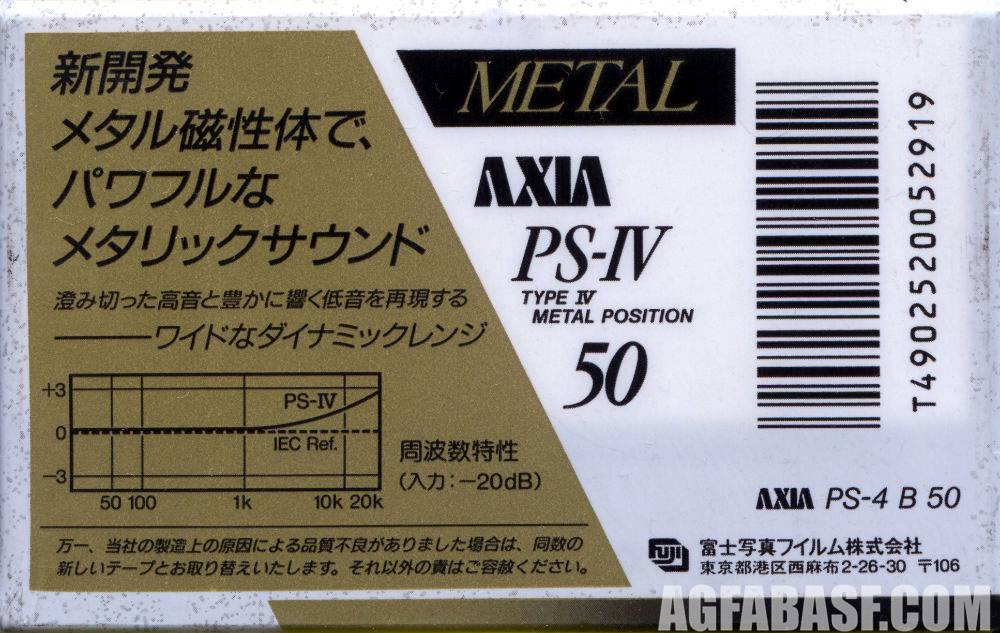 新開発
メタル磁性体で、
パワフルな
メタリックサウンド
澄み切った高音と豊かに響く低音を再現する
――ワイドなダイナミックレンジ
+3
0
−3
PS-IV
IEC Ref.
50 100 1k 10k 20k
周波数特性
(入力:−20dB)
万一、当社の製造上の原因による品質不良がありました場合は、同数の
新しいテープとお取り替えいたします。それ以外の責はご容赦ください。
METAL
AXIA
PS-IV
TYPE IV
METAL POSITION
50
T4902520052919
AXIA PS-4 B 50
FUJI 富士写真フイルム株式会社
東京都港区西麻布2-26-30 〒106
AGFABASF.COM